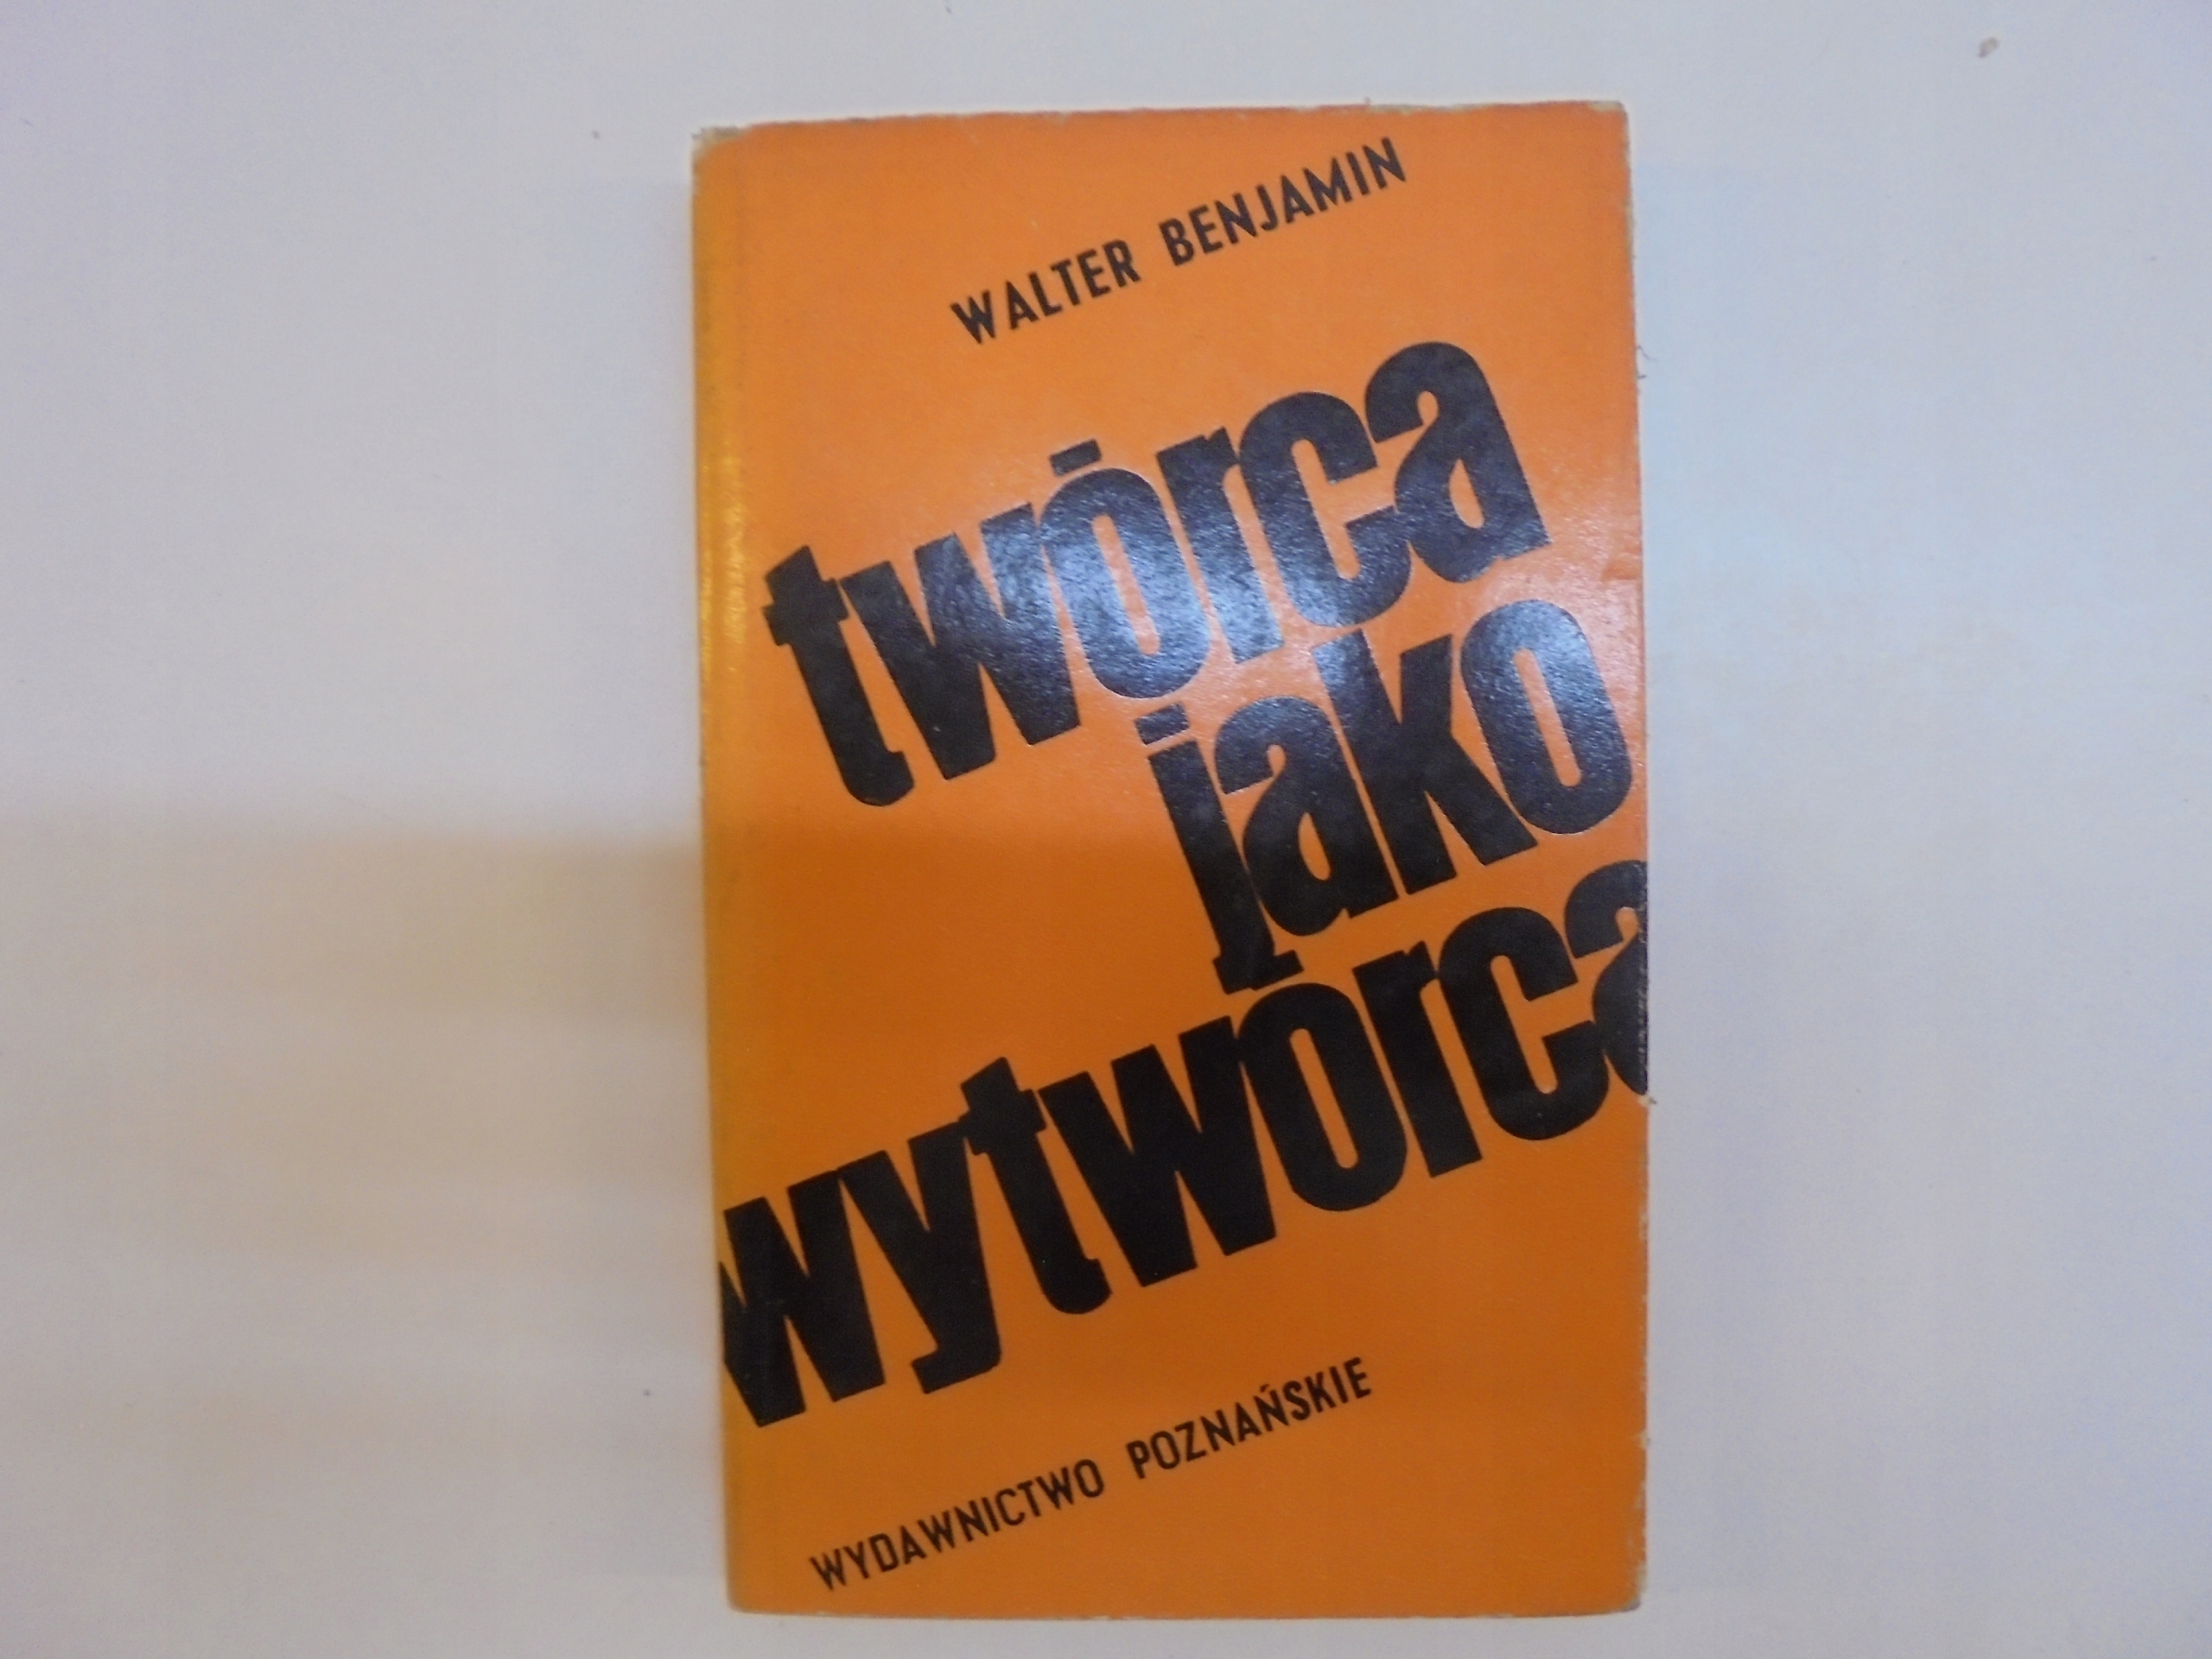 WALTER BENJAMIN
twórca
jako
wytwórca
WYDAWNICTWO POZNAŃSKIE